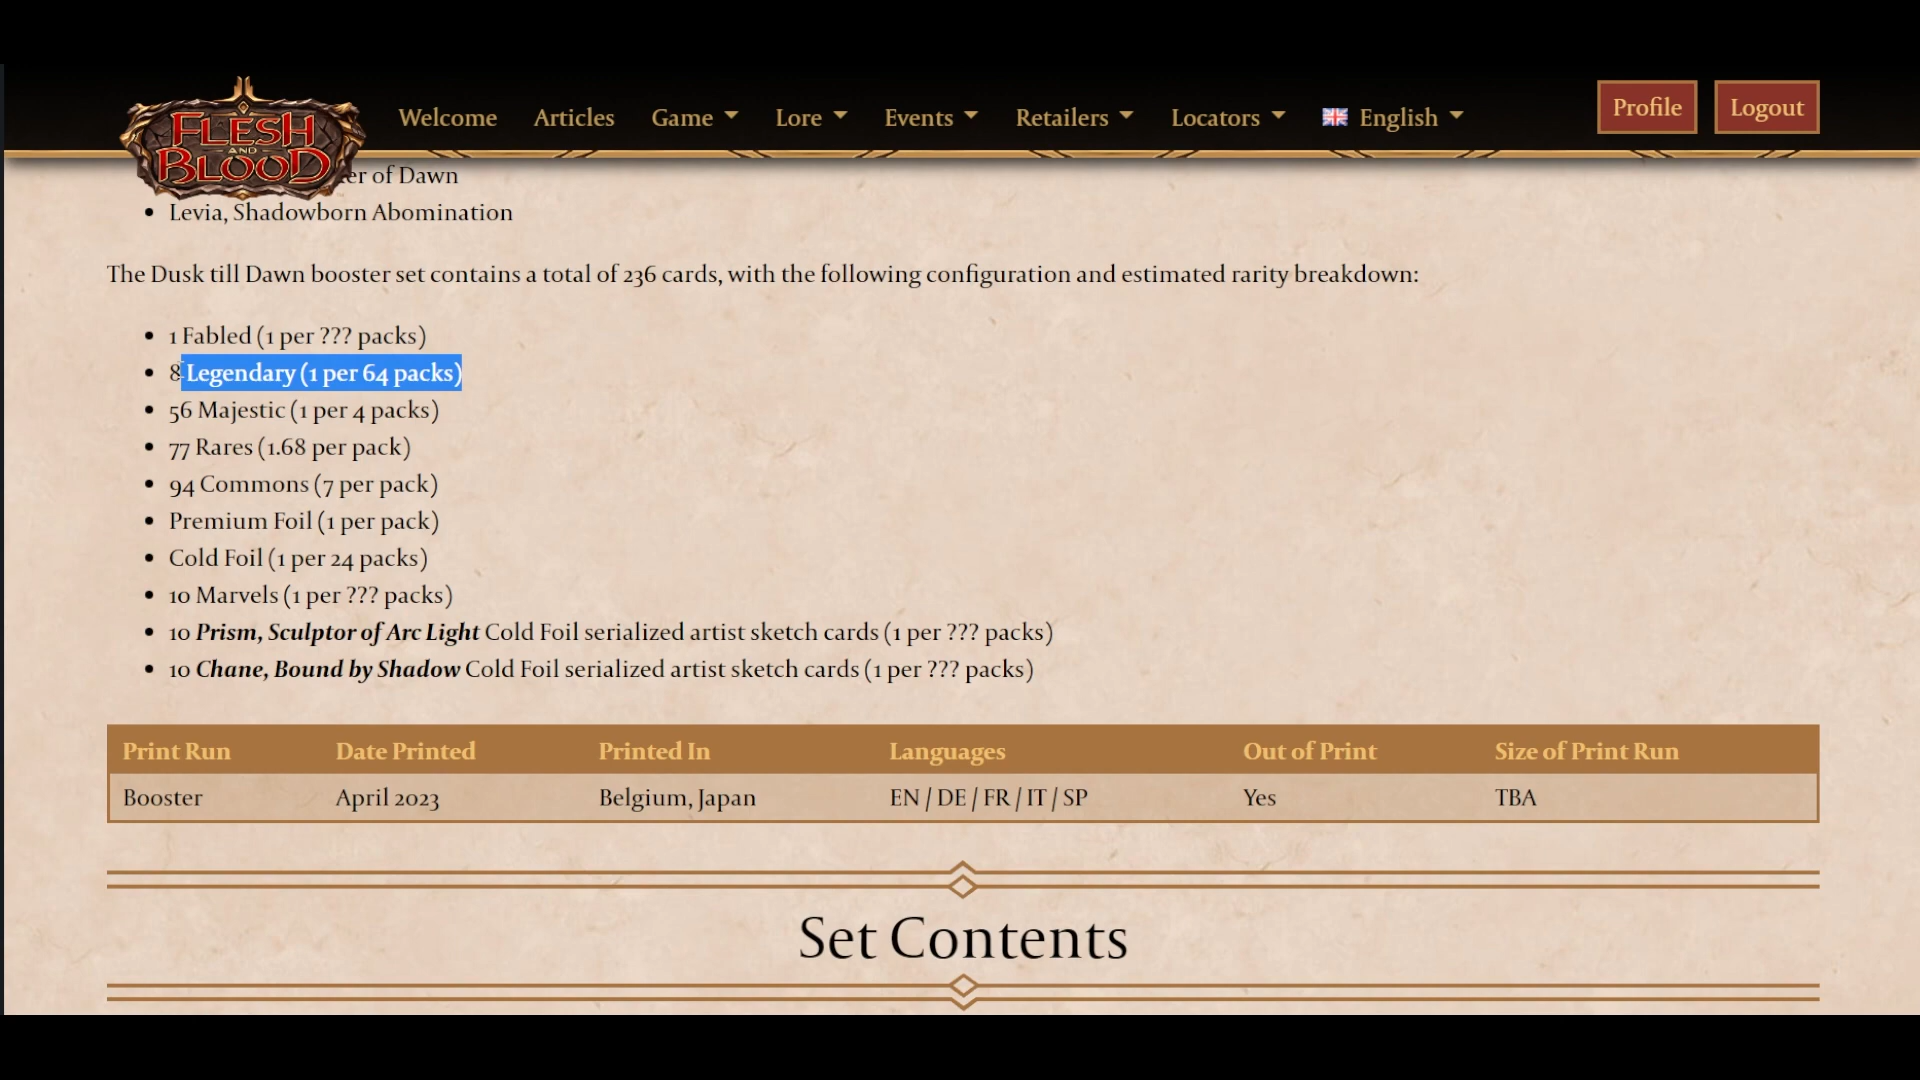 FLESH
AND
BLOOD
Welcome Articles Game Lore Events Retailers Locators English Profile Logout
of Dawn
Levia, Shadowborn Abomination
The Dusk till Dawn booster set contains a total of 236 cards, with the following configuration and estimated rarity breakdown:
1 Fabled (1 per ??? packs)
8 Legendary (1 per 64 packs)
56 Majestic (1 per 4 packs)
77 Rares (1.68 per pack)
94 Commons (7 per pack)
Premium Foil (1 per pack)
Cold Foil (1 per 24 packs)
10 Marvels (1 per ??? packs)
10 Prism, Sculptor of Arc Light Cold Foil serialized artist sketch cards (1 per ??? packs)
10 Chane, Bound by Shadow Cold Foil serialized artist sketch cards (1 per ??? packs)
Print Run Date Printed Printed In Languages Out of Print Size of Print Run
Booster April 2023 Belgium, Japan EN / DE / FR / IT / SP Yes TBA
Set Contents